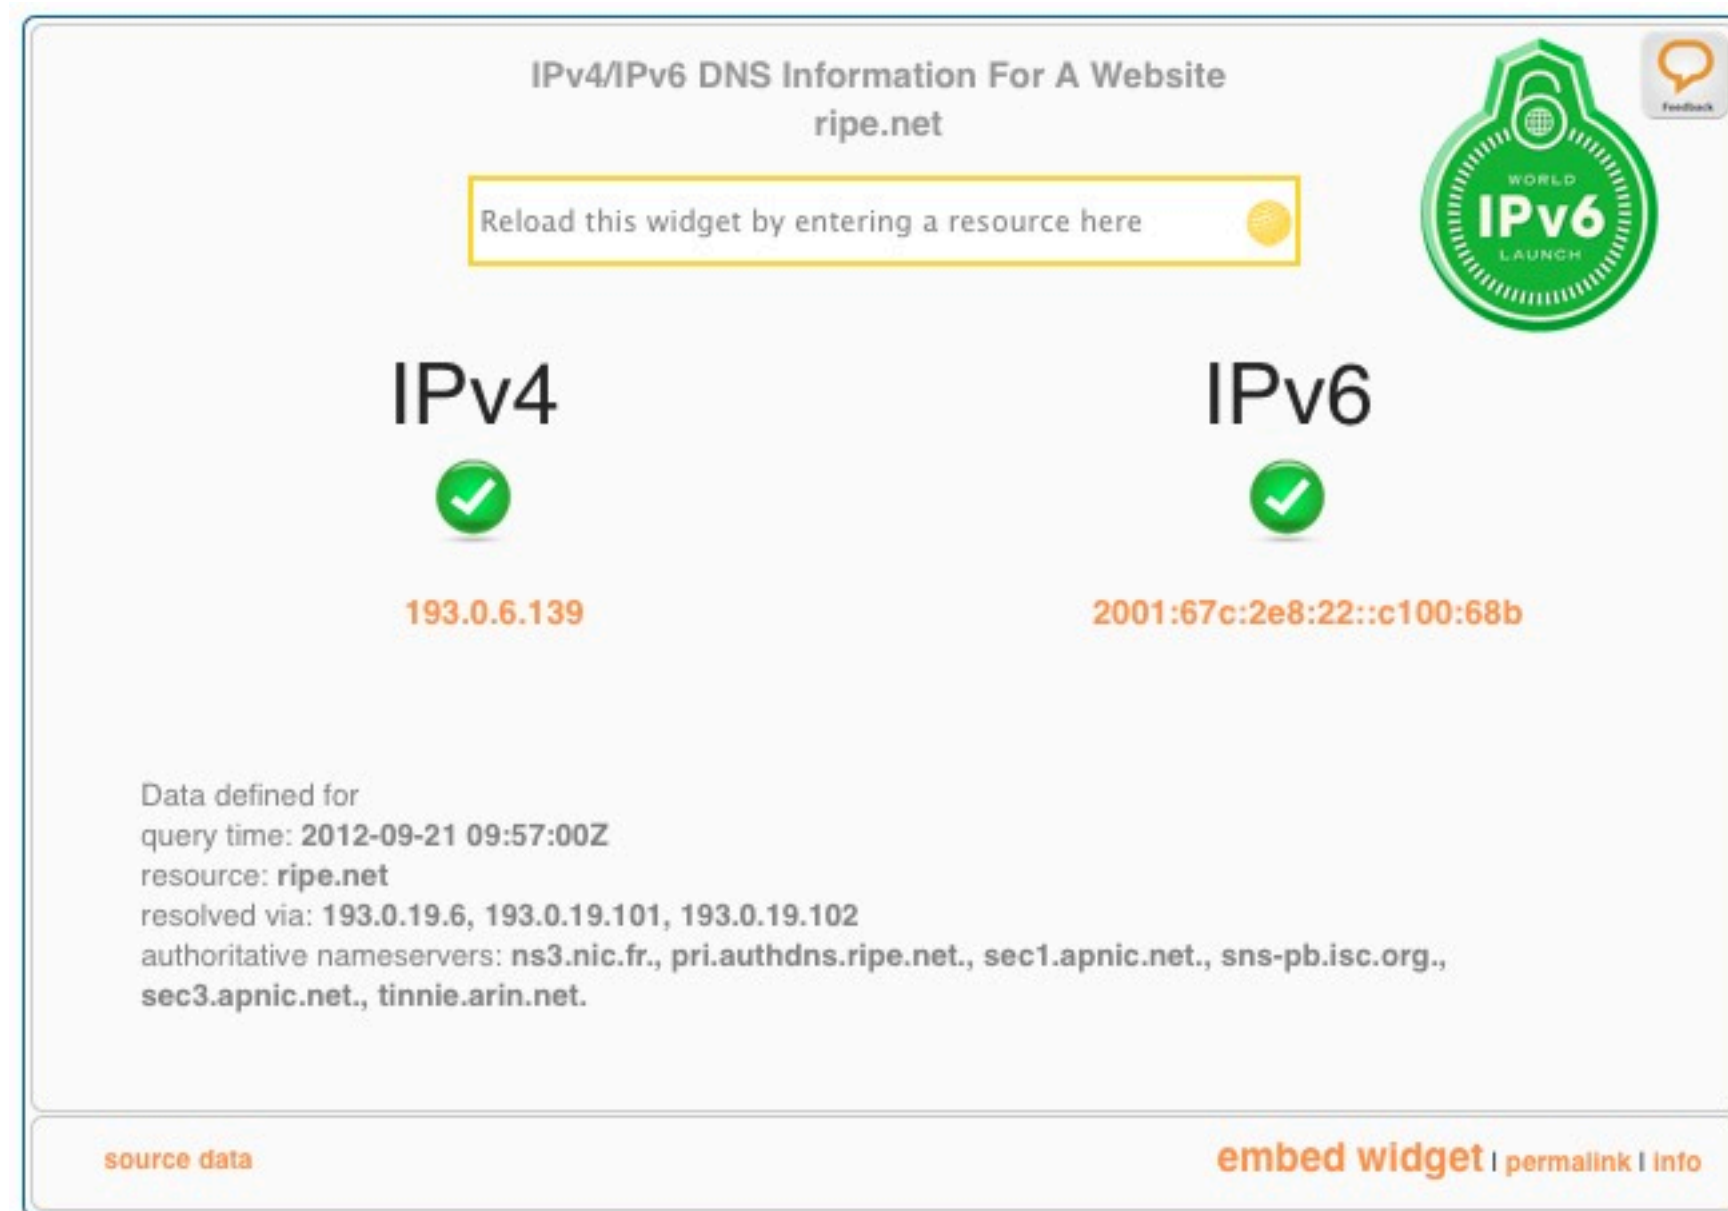 IPv4/IPv6 DNS Information For A Website
ripe.net
Feedback
Reload this widget by entering a resource here
6
WORLD
IPv6
LAUNCH
IPv4
IPv6
193.0.6.139
2001:67c:2e8:22::c100:68b
Data defined for
query time: 2012-09-21 09:57:00Z
resource: ripe.net
resolved via: 193.0.19.6, 193.0.19.101, 193.0.19.102
authoritative nameservers: ns3.nic.fr., pri.authdns.ripe.net., sec1.apnic.net., sns-pb.isc.org.,
sec3.apnic.net., tinnie.arin.net.
source data
embed widget | permalink | info